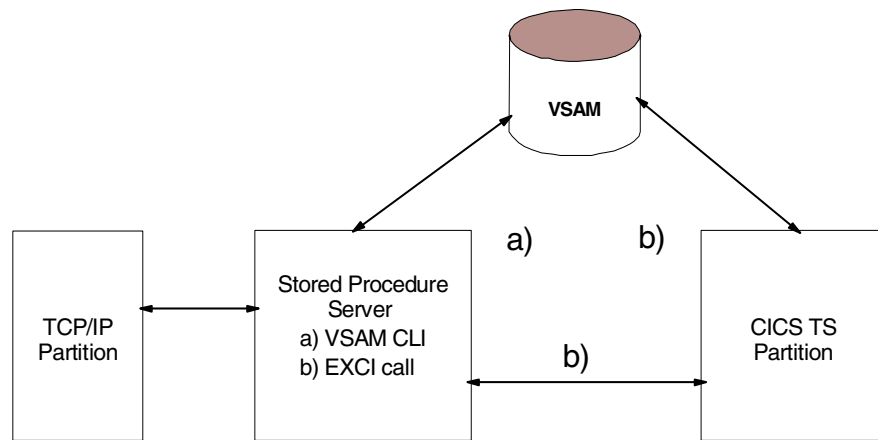 VSAM
a)
b)
TCP/IP
Partition
Stored Procedure
Server
a) VSAM CLI
b) EXCI call
b)
CICS TS
Partition